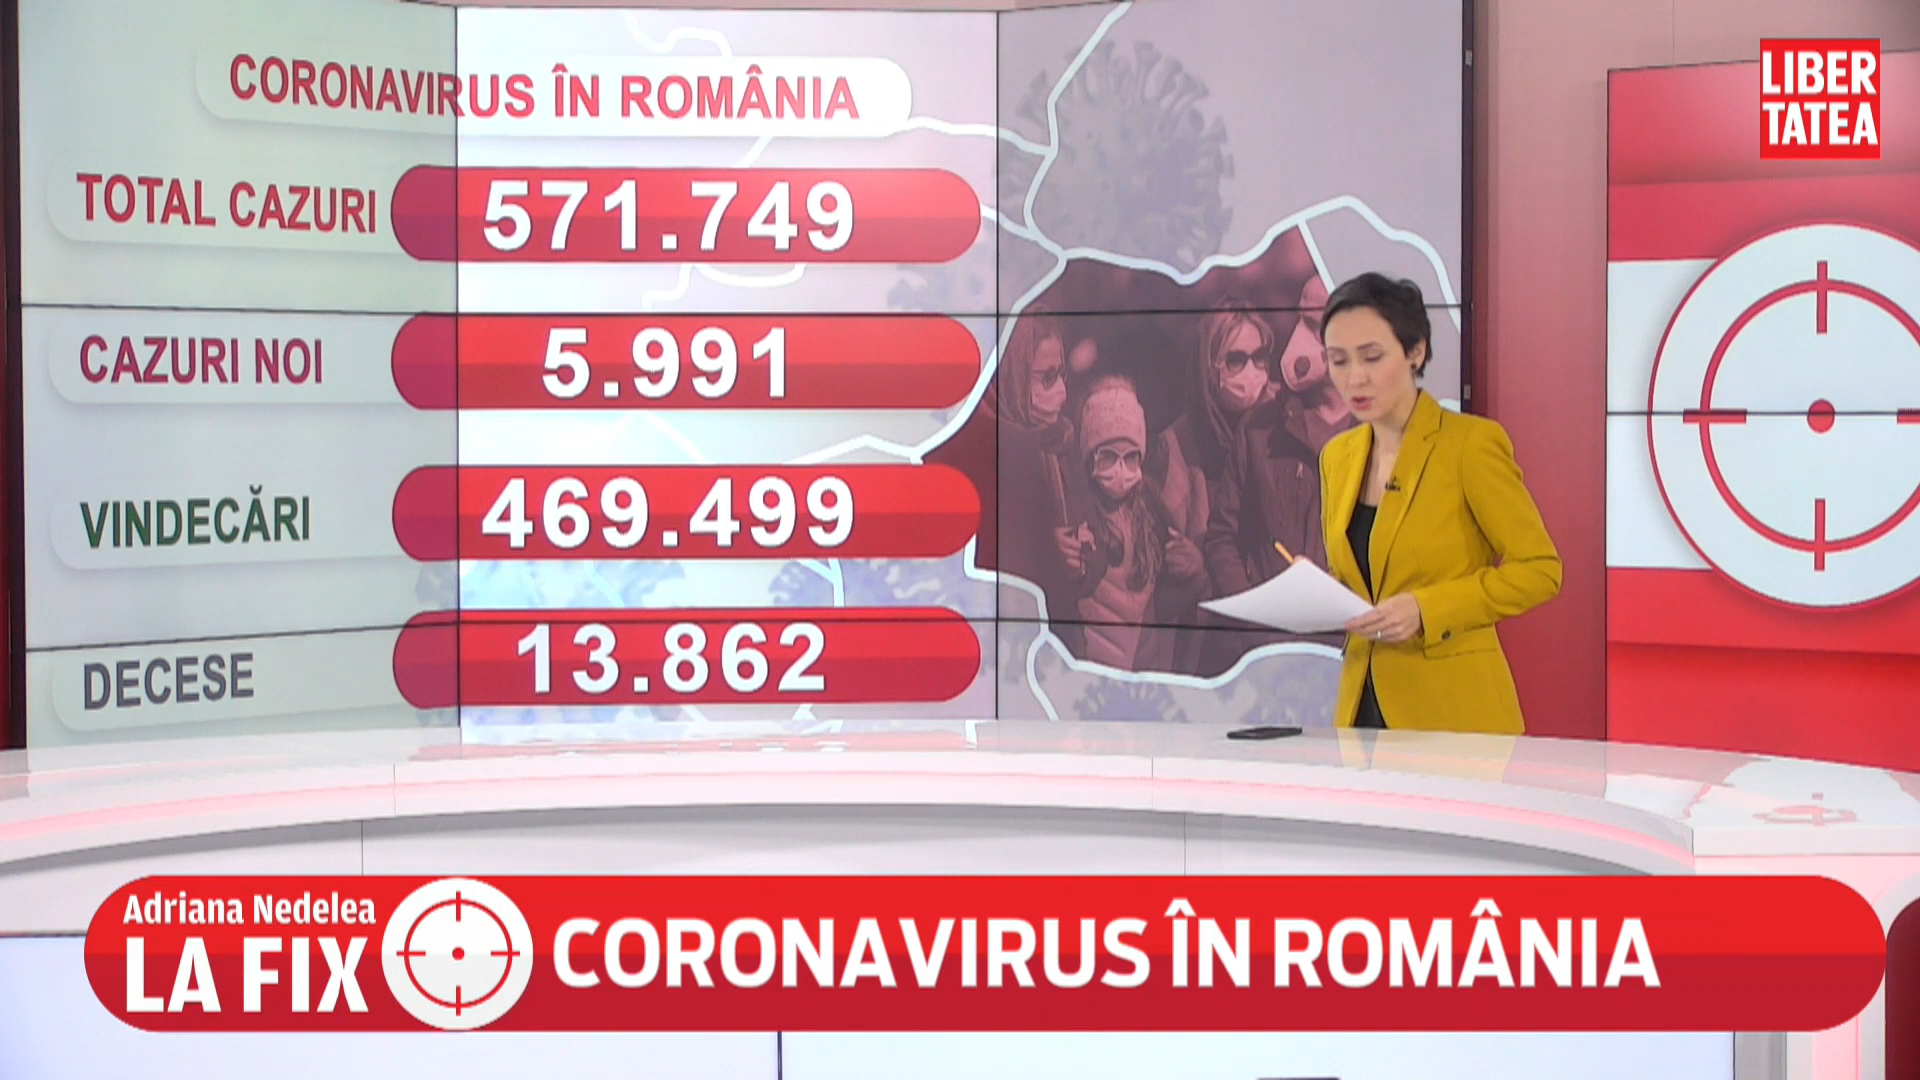 CORONAVIRUS ÎN ROMÂNIA
TOTAL CAZURI 571.749
CAZURI NOI 5.991
VINDECĂRI 469.499
DECESE 13.862
LIBER
TATEA
Adriana Nedelea
LA FIX
CORONAVIRUS ÎN ROMÂNIA